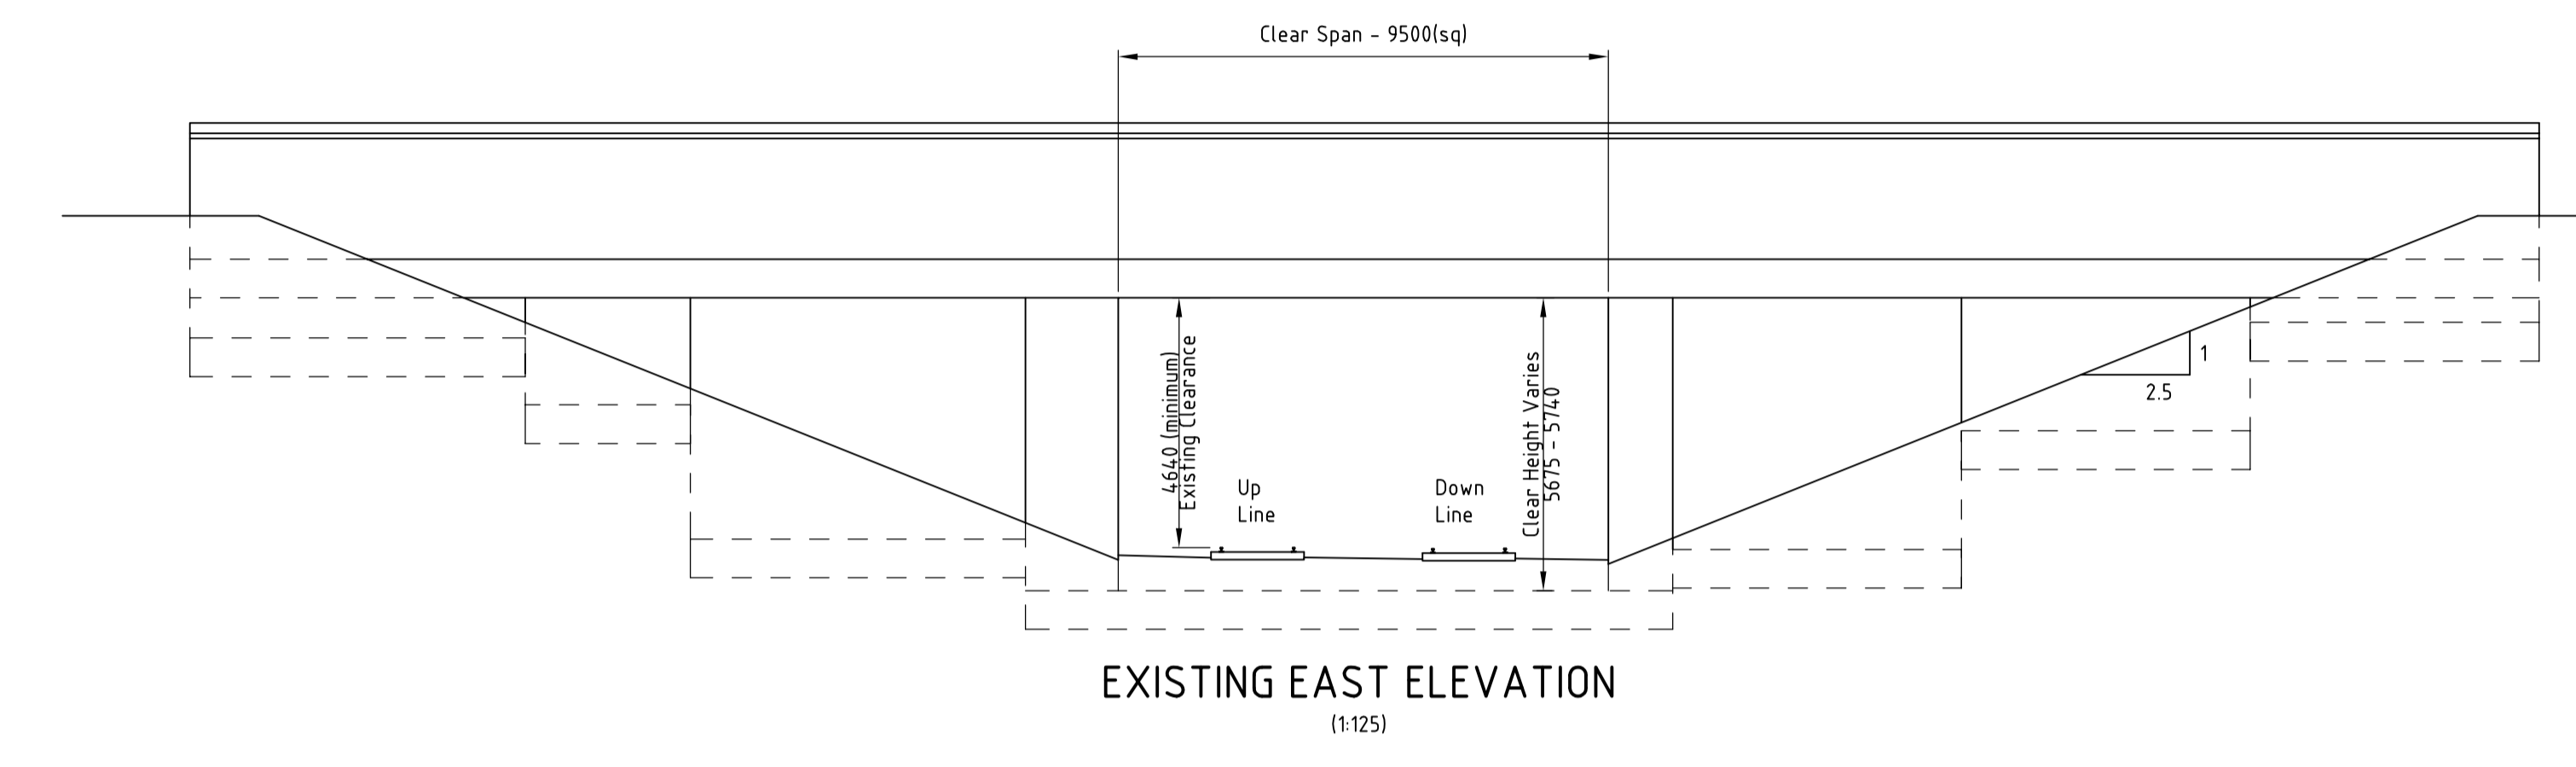 Clear Span - 9500(sq)
4640 (minimum)
Existing Clearance
Up
Line
Down
Line
Clear Height Varies
5675 - 5740
1
2.5
EXISTING EAST ELEVATION
(1:125)